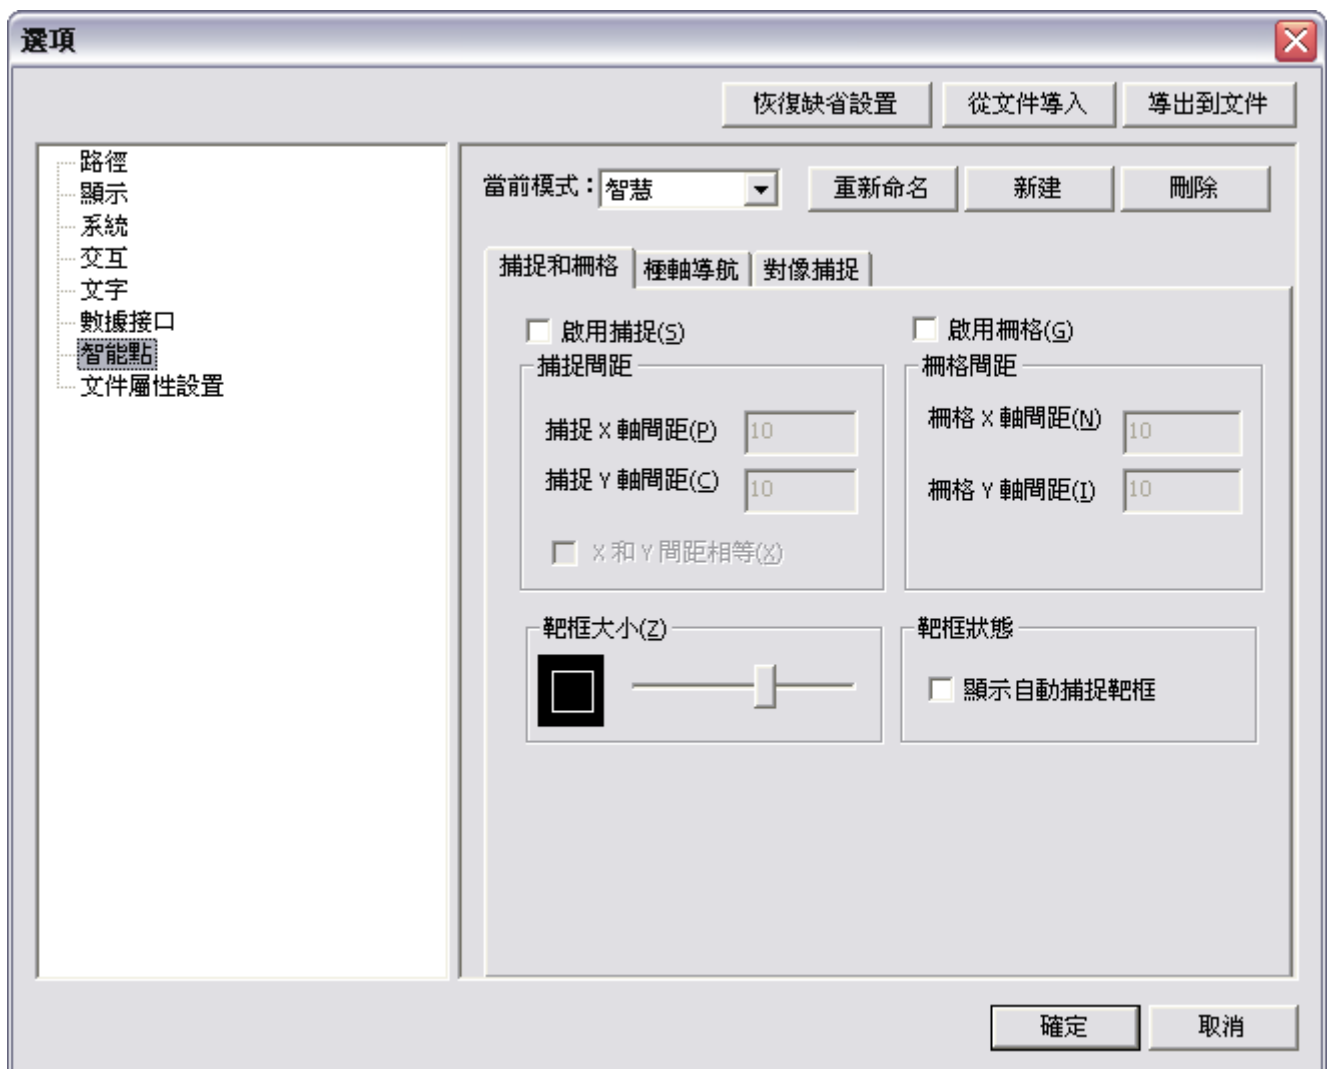 選項
恢復缺省設置 從文件導入 導出到文件
路徑
顯示
系統
交互
文字
數據接口
智能點
文件屬性設置
當前模式：智慧 重新命名 新建 刪除
捕捉和柵格 極軸導航 對像捕捉
啟用捕捉(S)
捕捉間距
捕捉 X 軸間距(P) 10
捕捉 Y 軸間距(C) 10
X 和 Y 間距相等(X)
啟用柵格(G)
柵格間距
柵格 X 軸間距(N) 10
柵格 Y 軸間距(I) 10
靶框大小(Z)
靶框狀態
顯示自動捕捉靶框
確定 取消